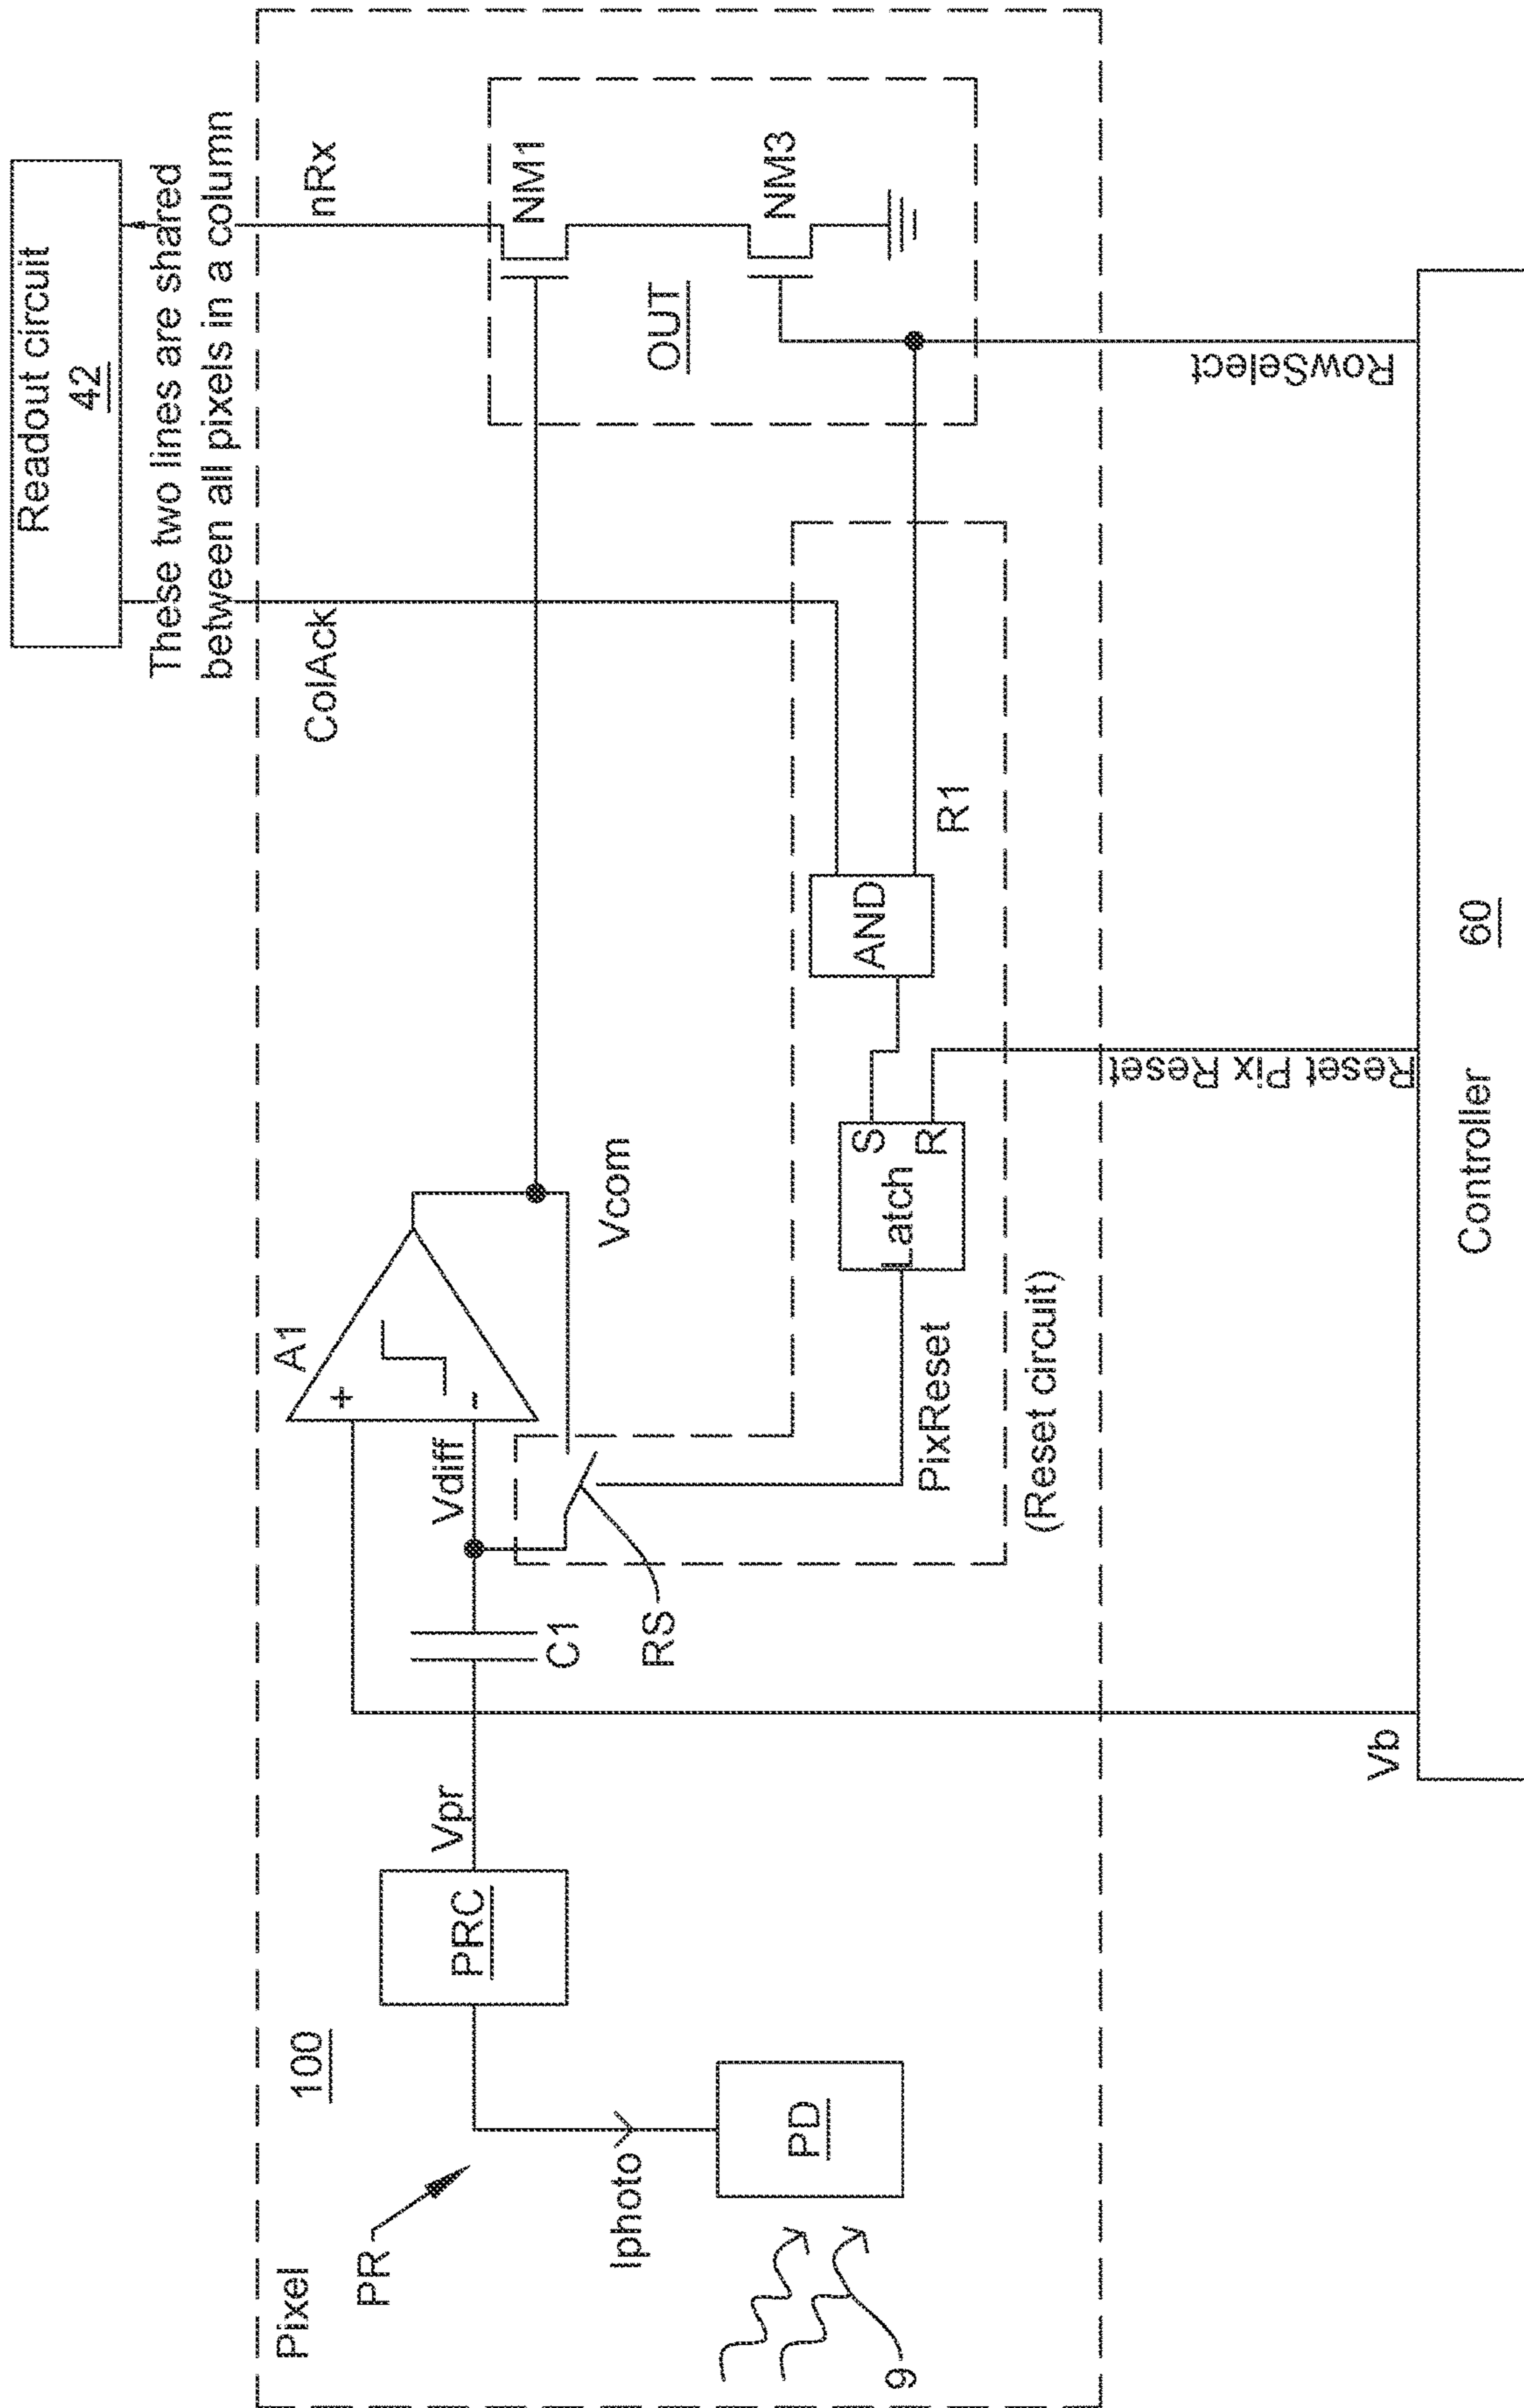 Readout circuit
42
These two lines are shared
between all pixels in a column
Pixel
100
PR
PRC
Iphoto
PD
9
Vpr
C1
Vdiff
A1
+
-
RS
Vcom
ColAck
nRx
NM1
OUT
NM3
AND
R1
Latch
S
R
PixReset
(Reset circuit)
Vb
Reset Pix Reset
RowSelect
Controller
60